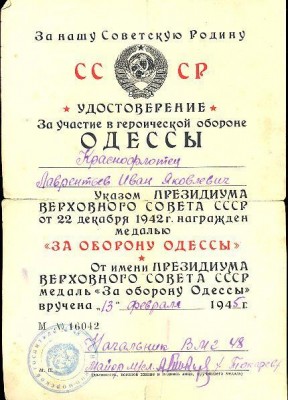 За нашу Советскую Родину
СС СР
УДОСТОВЕРЕНИЕ
За участие в героической обороне
ОДЕССЫ
Краснофлотец
Лаврентьев Иван Яковлевич
Указом ПРЕЗИДИУМА
ВЕРХОВНОГО СОВЕТА СССР
от 22 декабря 1942 г. награжден
медалью
«ЗА ОБОРОНУ ОДЕССЫ»
От имени ПРЕЗИДИУМА
ВЕРХОВНОГО СОВЕТА СССР
медаль «За оборону Одессы»
вручена "13" февраля 1945 г.
М № 16042
Начальник ВМГ 48
М. П.